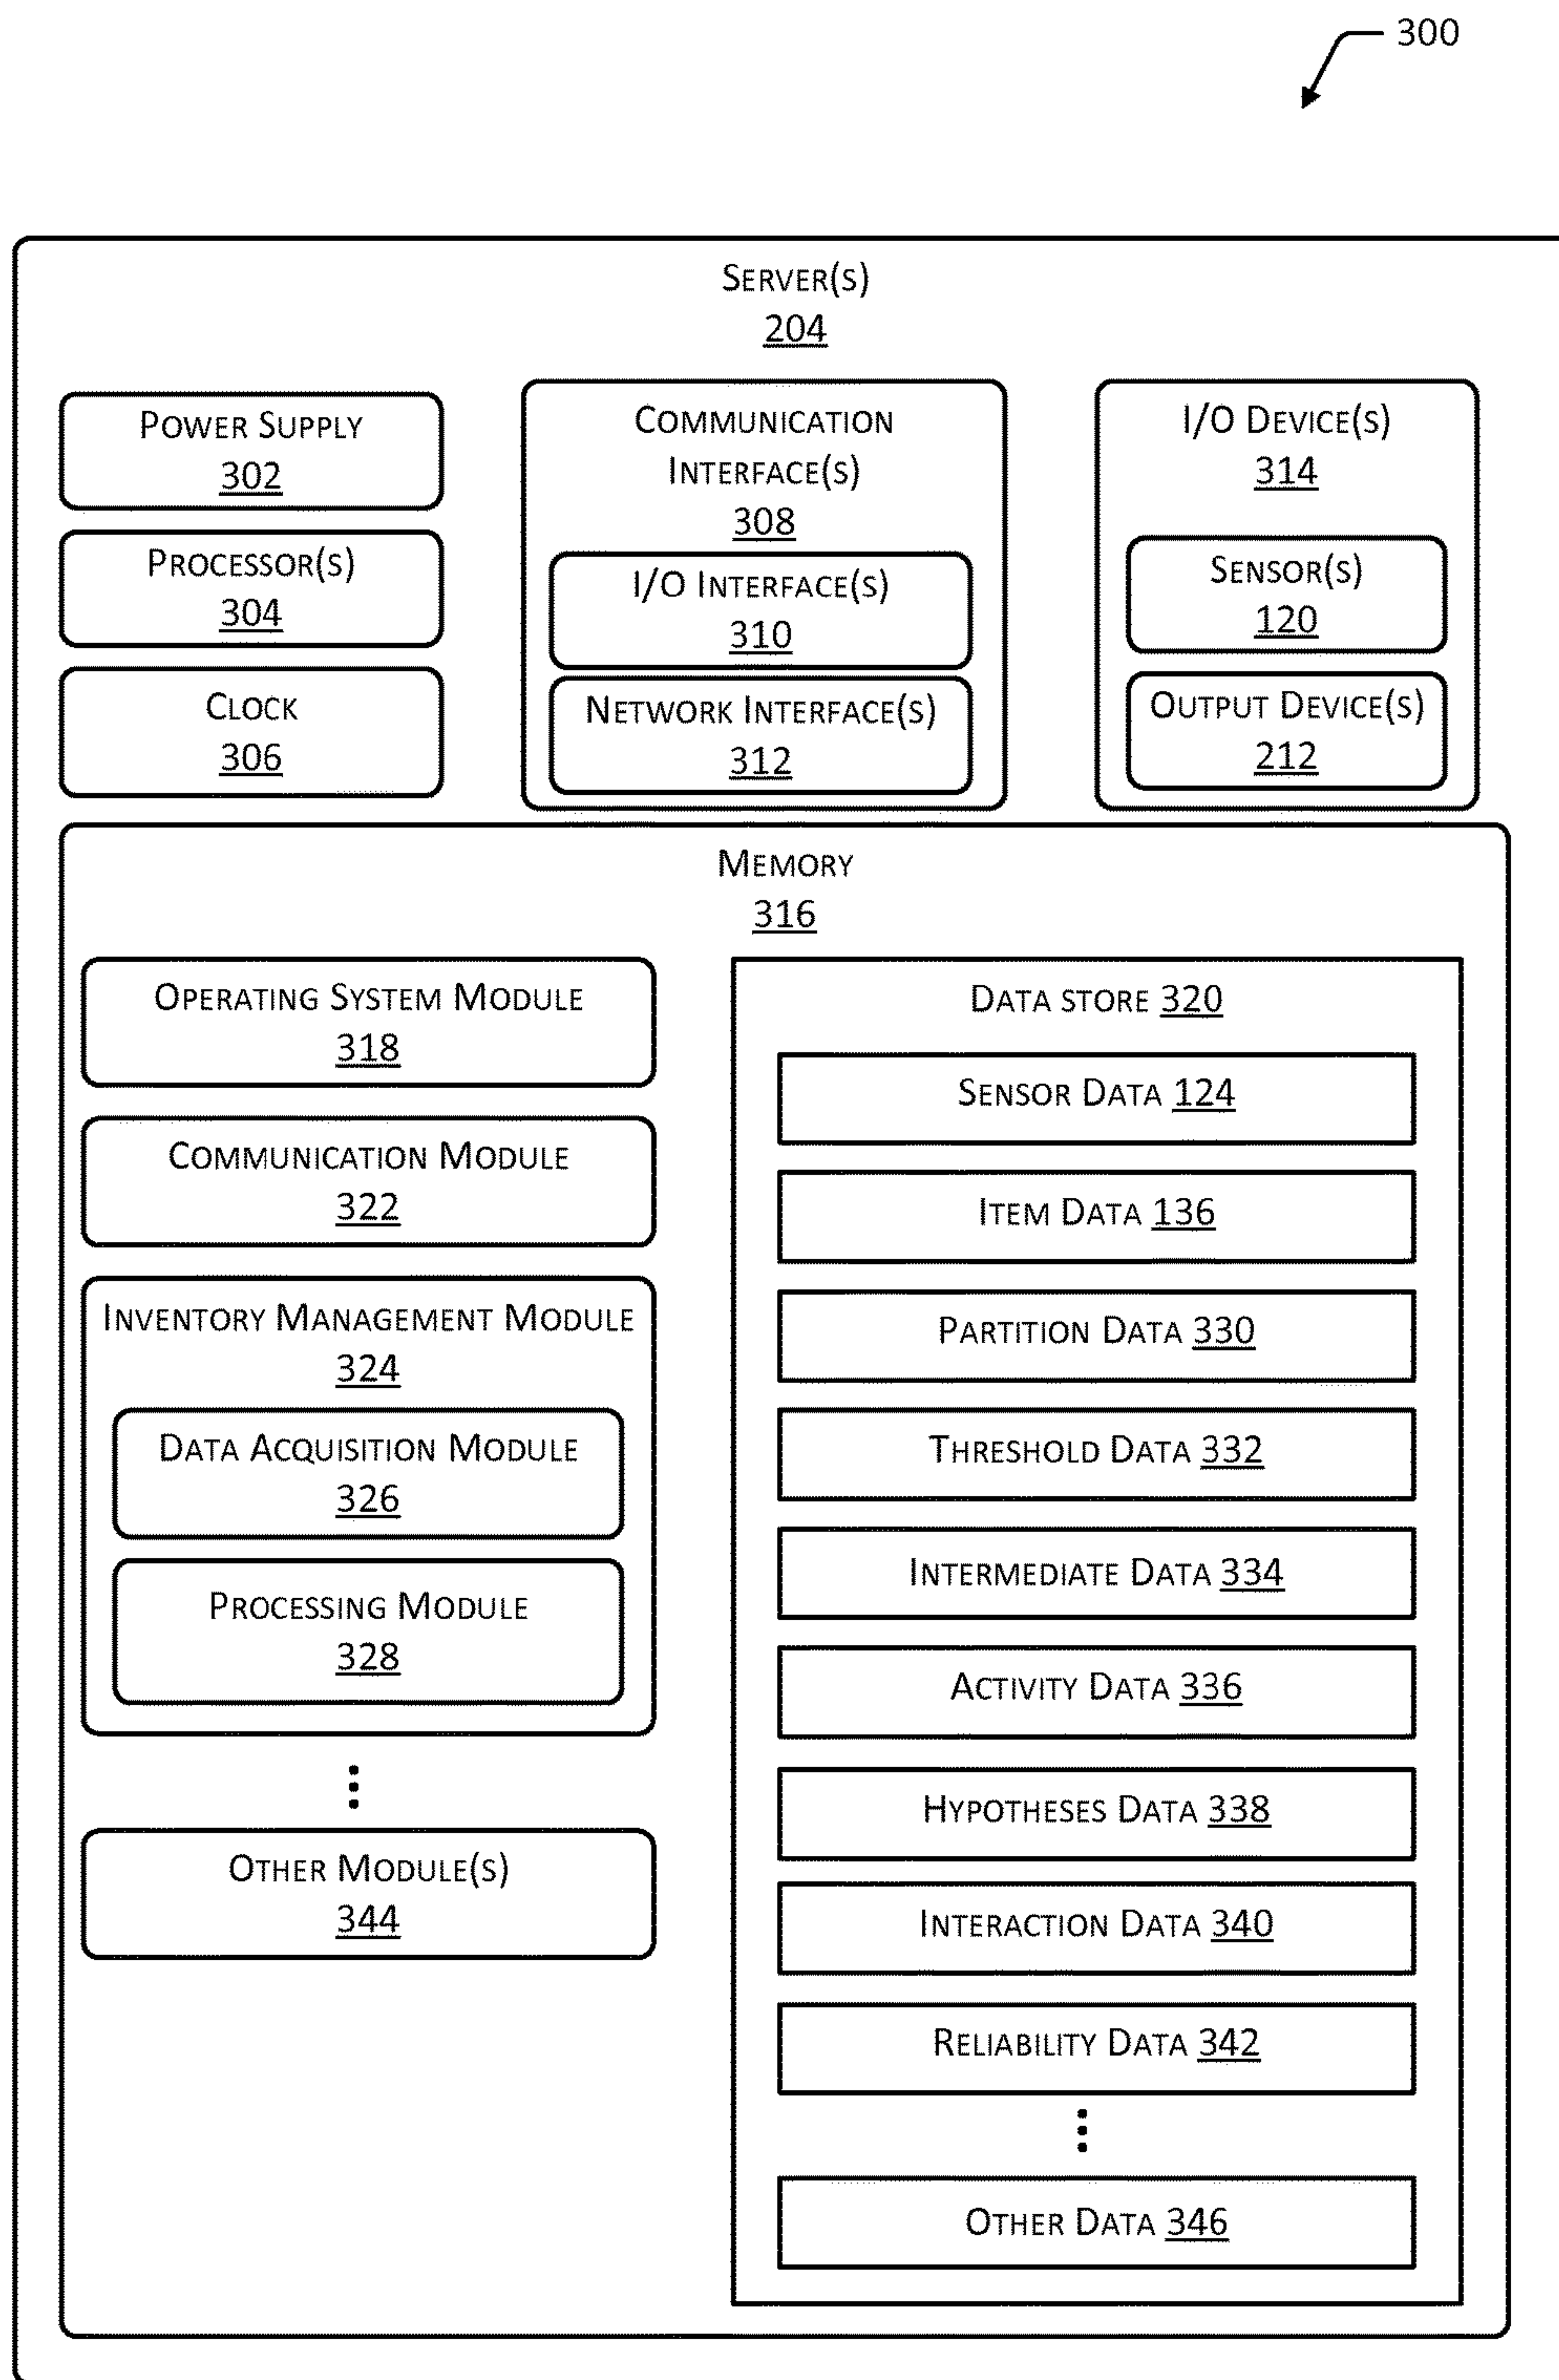 300
SERVER(S)
204
POWER SUPPLY
302
PROCESSOR(S)
304
CLOCK
306
COMMUNICATION
INTERFACE(S)
308
I/O INTERFACE(S)
310
NETWORK INTERFACE(S)
312
I/O DEVICE(S)
314
SENSOR(S)
120
OUTPUT DEVICE(S)
212
MEMORY
316
OPERATING SYSTEM MODULE
318
COMMUNICATION MODULE
322
INVENTORY MANAGEMENT MODULE
324
DATA ACQUISITION MODULE
326
PROCESSING MODULE
328
OTHER MODULE(S)
344
DATA STORE 320
SENSOR DATA 124
ITEM DATA 136
PARTITION DATA 330
THRESHOLD DATA 332
INTERMEDIATE DATA 334
ACTIVITY DATA 336
HYPOTHESES DATA 338
INTERACTION DATA 340
RELIABILITY DATA 342
OTHER DATA 346